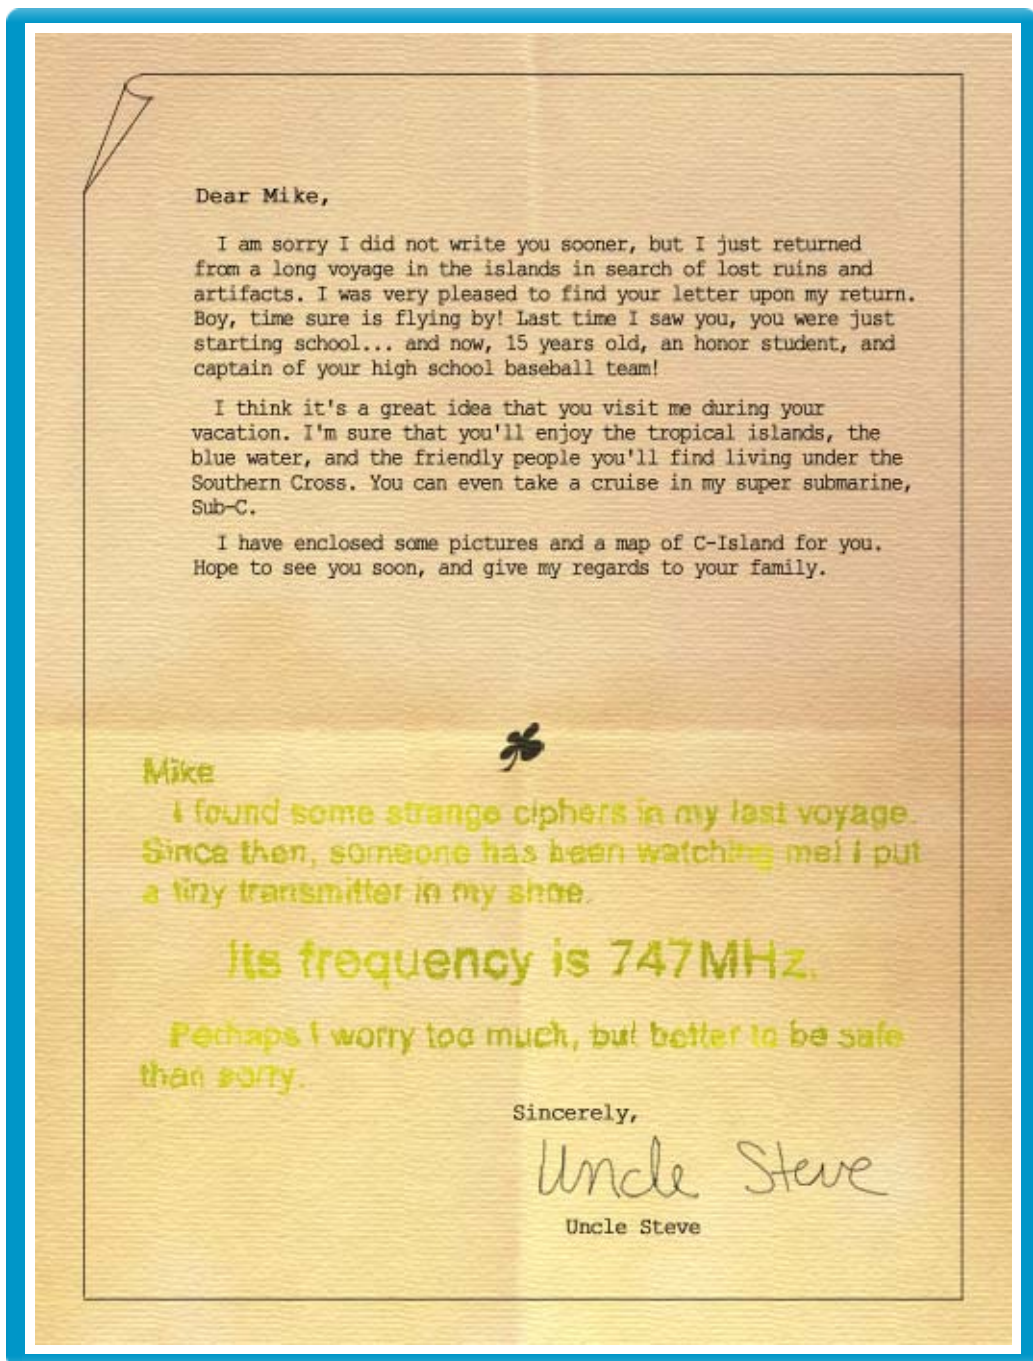 Dear Mike,
I am sorry I did not write you sooner, but I just returned
from a long voyage in the islands in search of lost ruins and
artifacts. I was very pleased to find your letter upon my return.
Boy, time sure is flying by! Last time I saw you, you were just
starting school... and now, 15 years old, an honor student, and
captain of your high school baseball team!
I think it's a great idea that you visit me during your
vacation. I'm sure that you'll enjoy the tropical islands, the
blue water, and the friendly people you'll find living under the
Southern Cross. You can even take a cruise in my super submarine,
Sub-C.
I have enclosed some pictures and a map of C-Island for you.
Hope to see you soon, and give my regards to your family.
Mike
I found some strange ciphers in my last voyage.
Since then, someone has been watching me! I put
a tiny transmitter in my shoe.
Its frequency is 747MHz.
Perhaps I worry too much, but better to be safe
than sorry.
Sincerely,
Uncle Steve
Uncle Steve